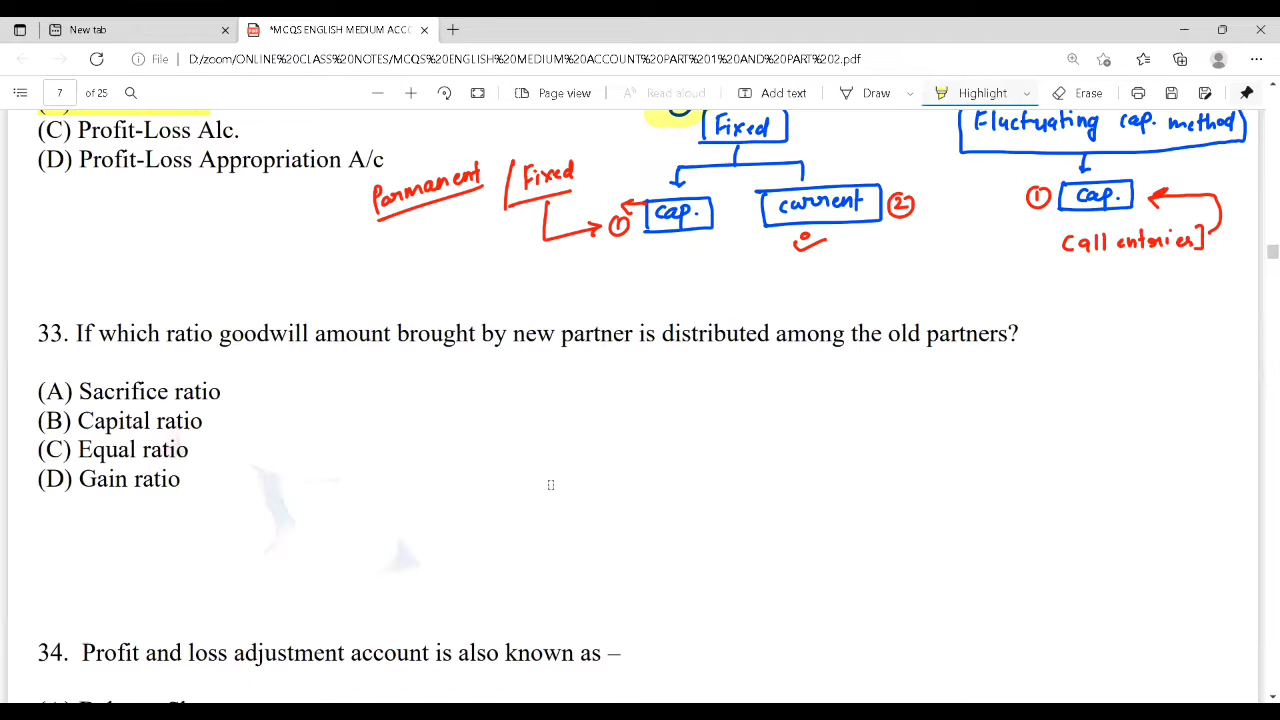 New tab
*MCQS ENGLISH MEDIUM ACCO
File
D:/zoom/ONLINE%20CLASS%20NOTES/MCQS%20ENGLISH%20MEDIUM%20ACCOUNT%20PART%201%20AND%20PART%202.pdf
7 of 25
Page view
Read aloud
Add text
Draw
Highlight
Erase
(C) Profit-Loss Alc.
(D) Profit-Loss Appropriation A/c
Fixed
Fluctuating cap. method
Permanent
Fixed
① cap.
current ②
① cap.
[all entries]
33. If which ratio goodwill amount brought by new partner is distributed among the old partners?
(A) Sacrifice ratio
(B) Capital ratio
(C) Equal ratio
(D) Gain ratio
34. Profit and loss adjustment account is also known as –